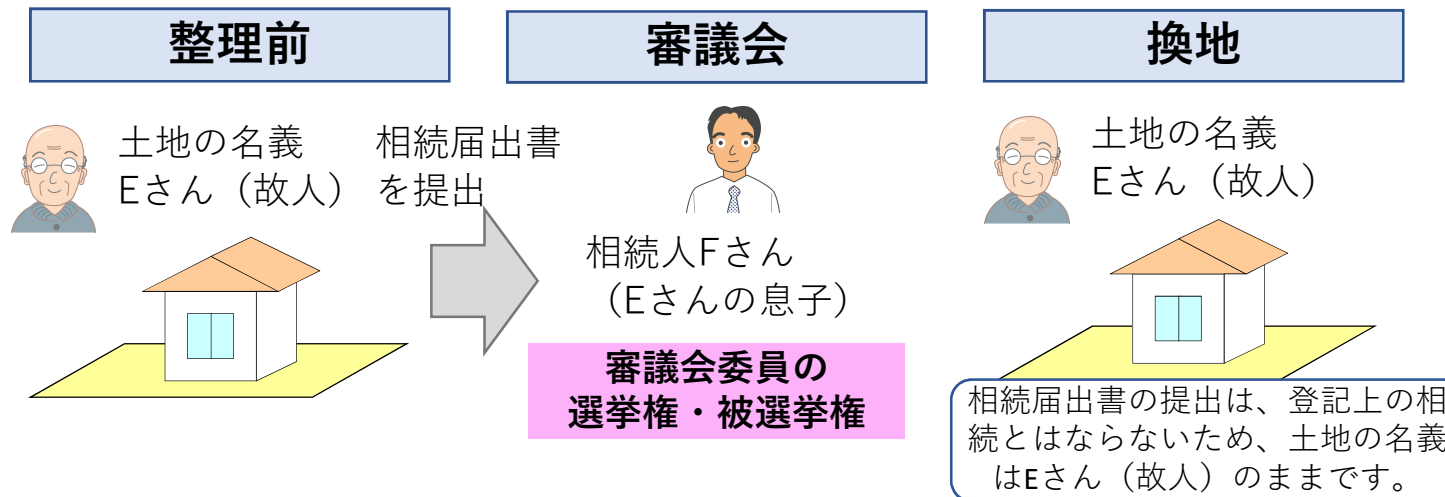 整理前
土地の名義
Eさん（故人）
相続届出書
を提出
審議会
相続人Fさん
（Eさんの息子）
審議会委員の
選挙権・被選挙権
換地
土地の名義
Eさん（故人）
相続届出書の提出は、登記上の相
続とはならないため、土地の名義
はEさん（故人）のままです。